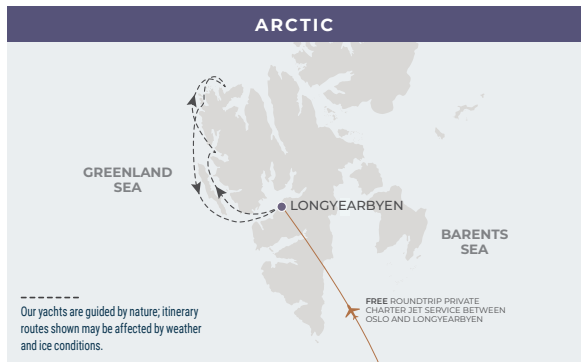 ARCTIC
GREENLAND
SEA
LONGYEARBYEN
BARENTS
SEA
FREE ROUNDTRIP PRIVATE
CHARTER JET SERVICE BETWEEN
OSLO AND LONGYEARBYEN
Our yachts are guided by nature; itinerary
routes shown may be affected by weather
and ice conditions.